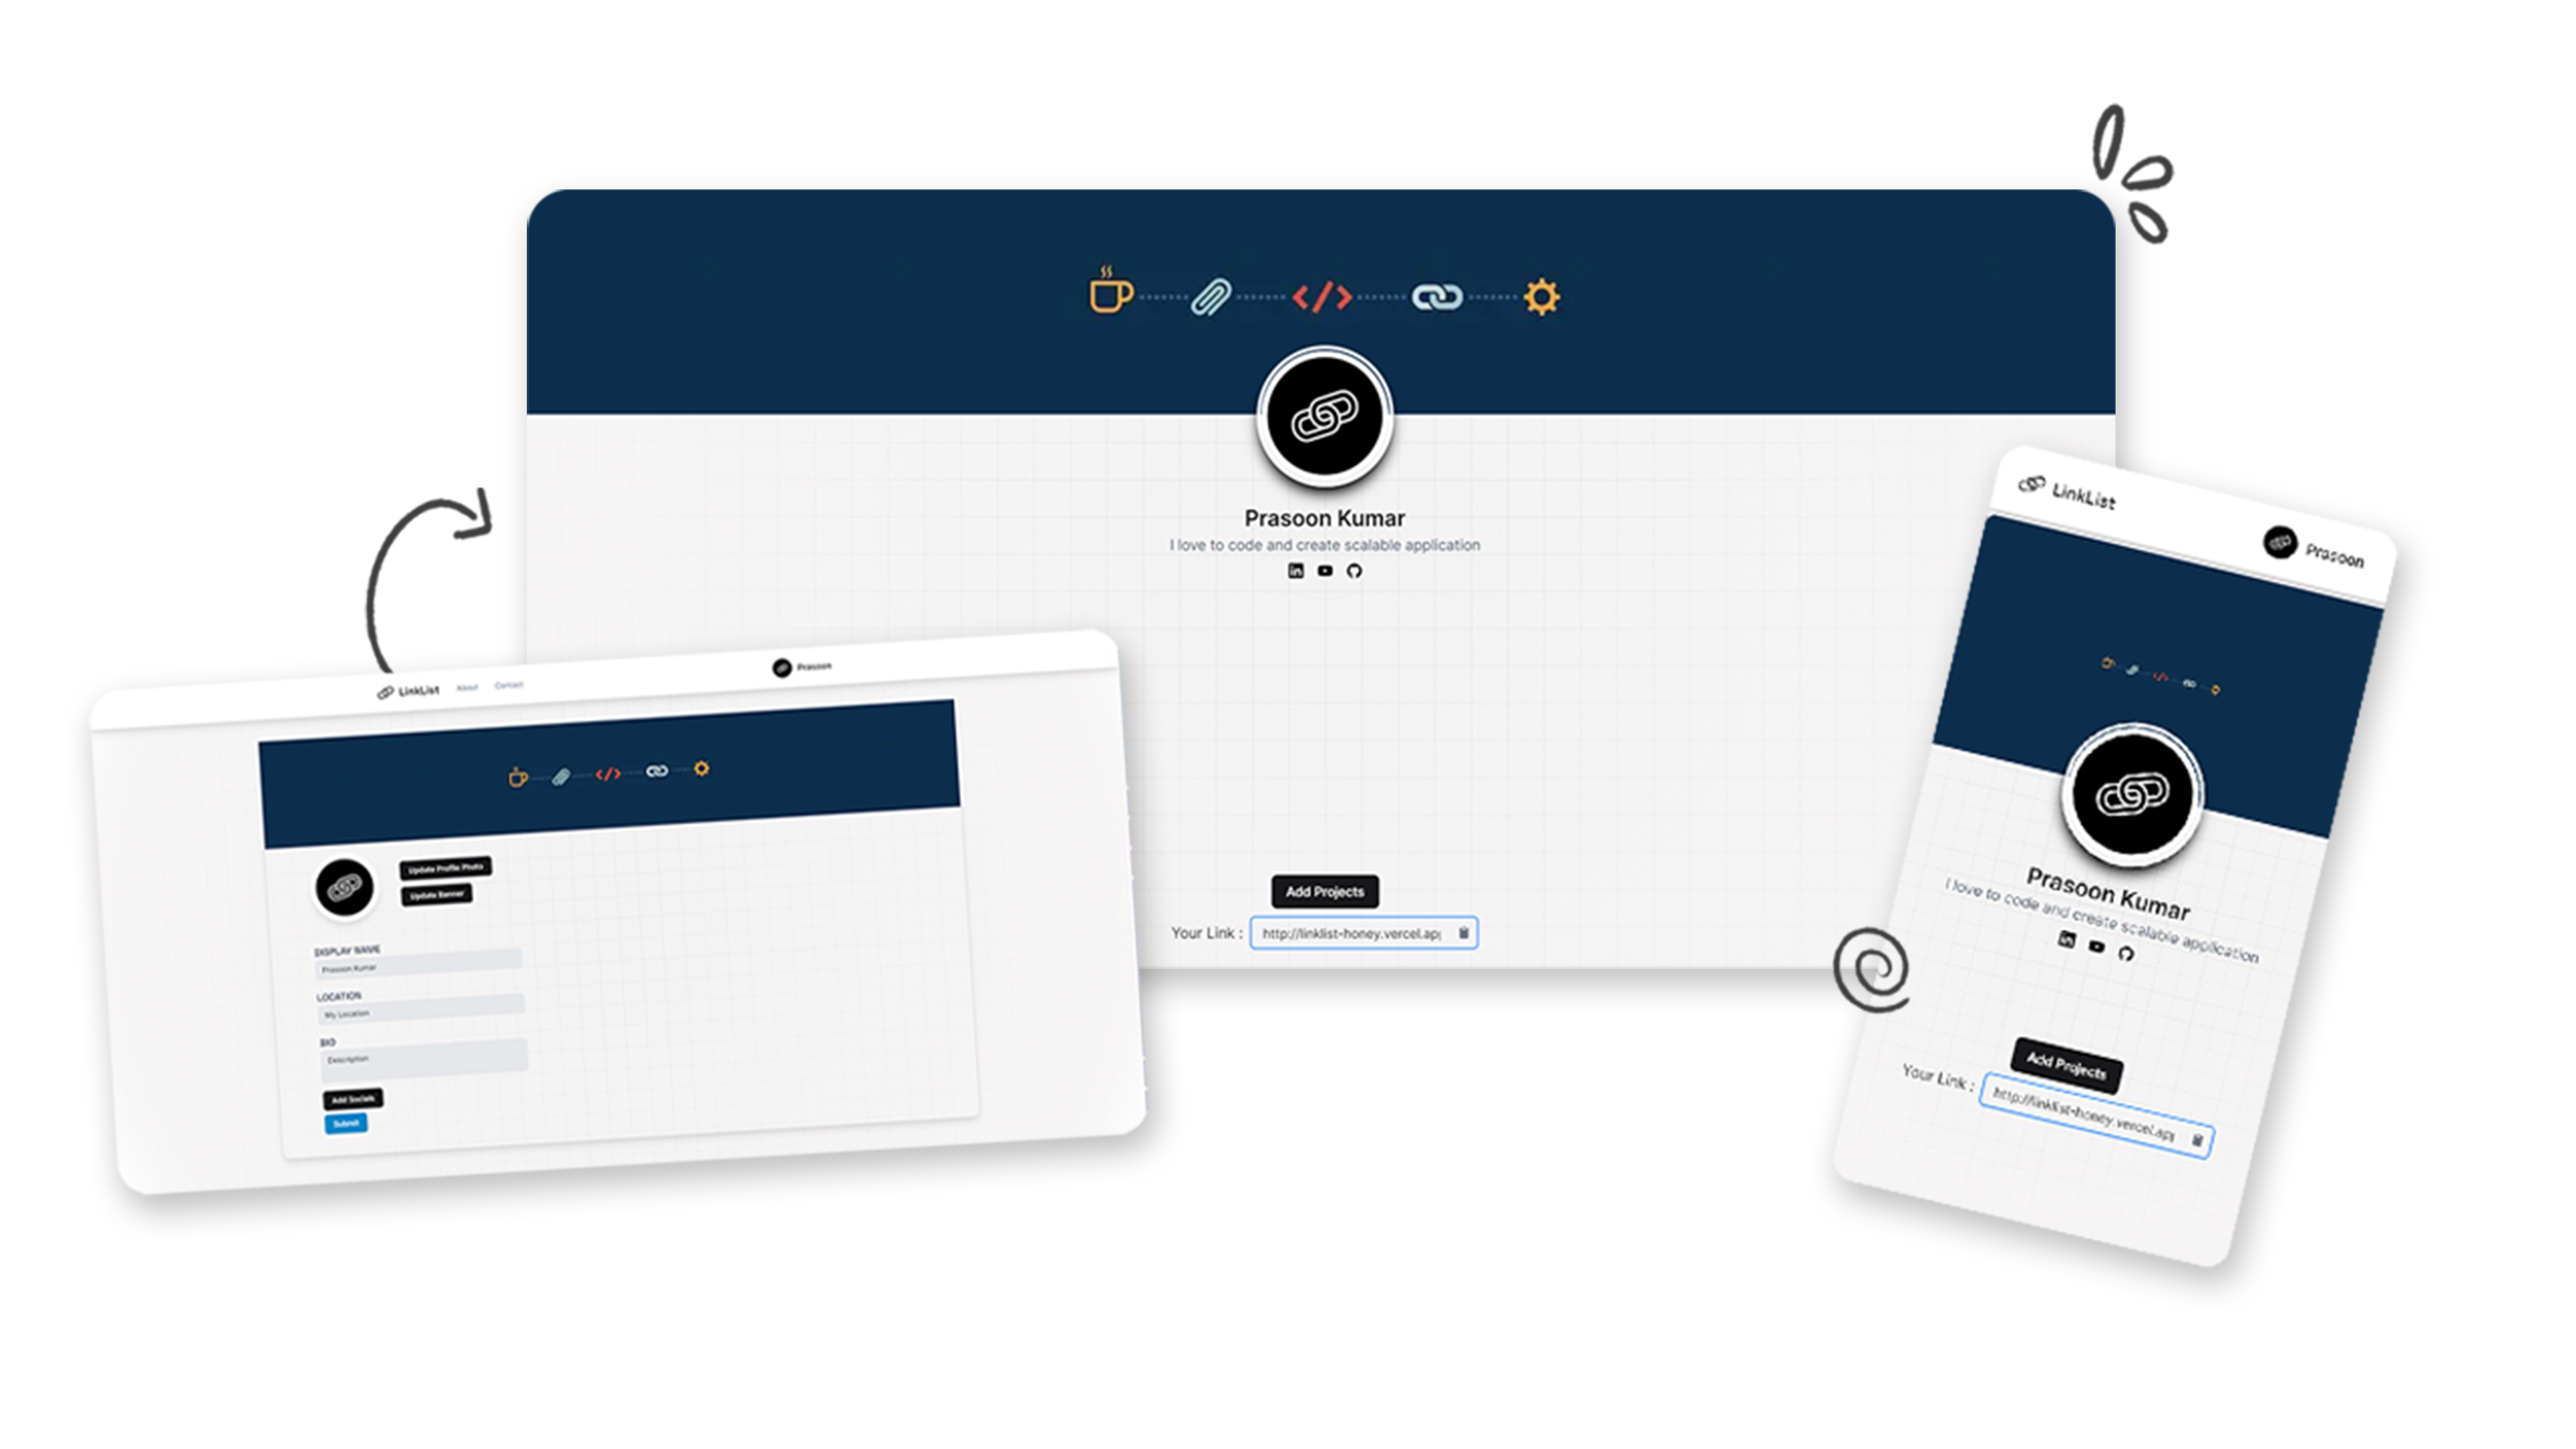 Prasoon Kumar
I love to code and create scalable application
Add Projects
Your Link : http://linklist-honey.vercel.ap
LinkList About Contact Prasoon
Update Profile Photo
Update Banner
DISPLAY NAME
Prasoon Kumar
LOCATION
My Location
BIO
Description
Add Socials
Submit
LinkList Prasoon
Prasoon Kumar
I love to code and create scalable application
Add Projects
Your Link : http://linklist-honey.vercel.ap